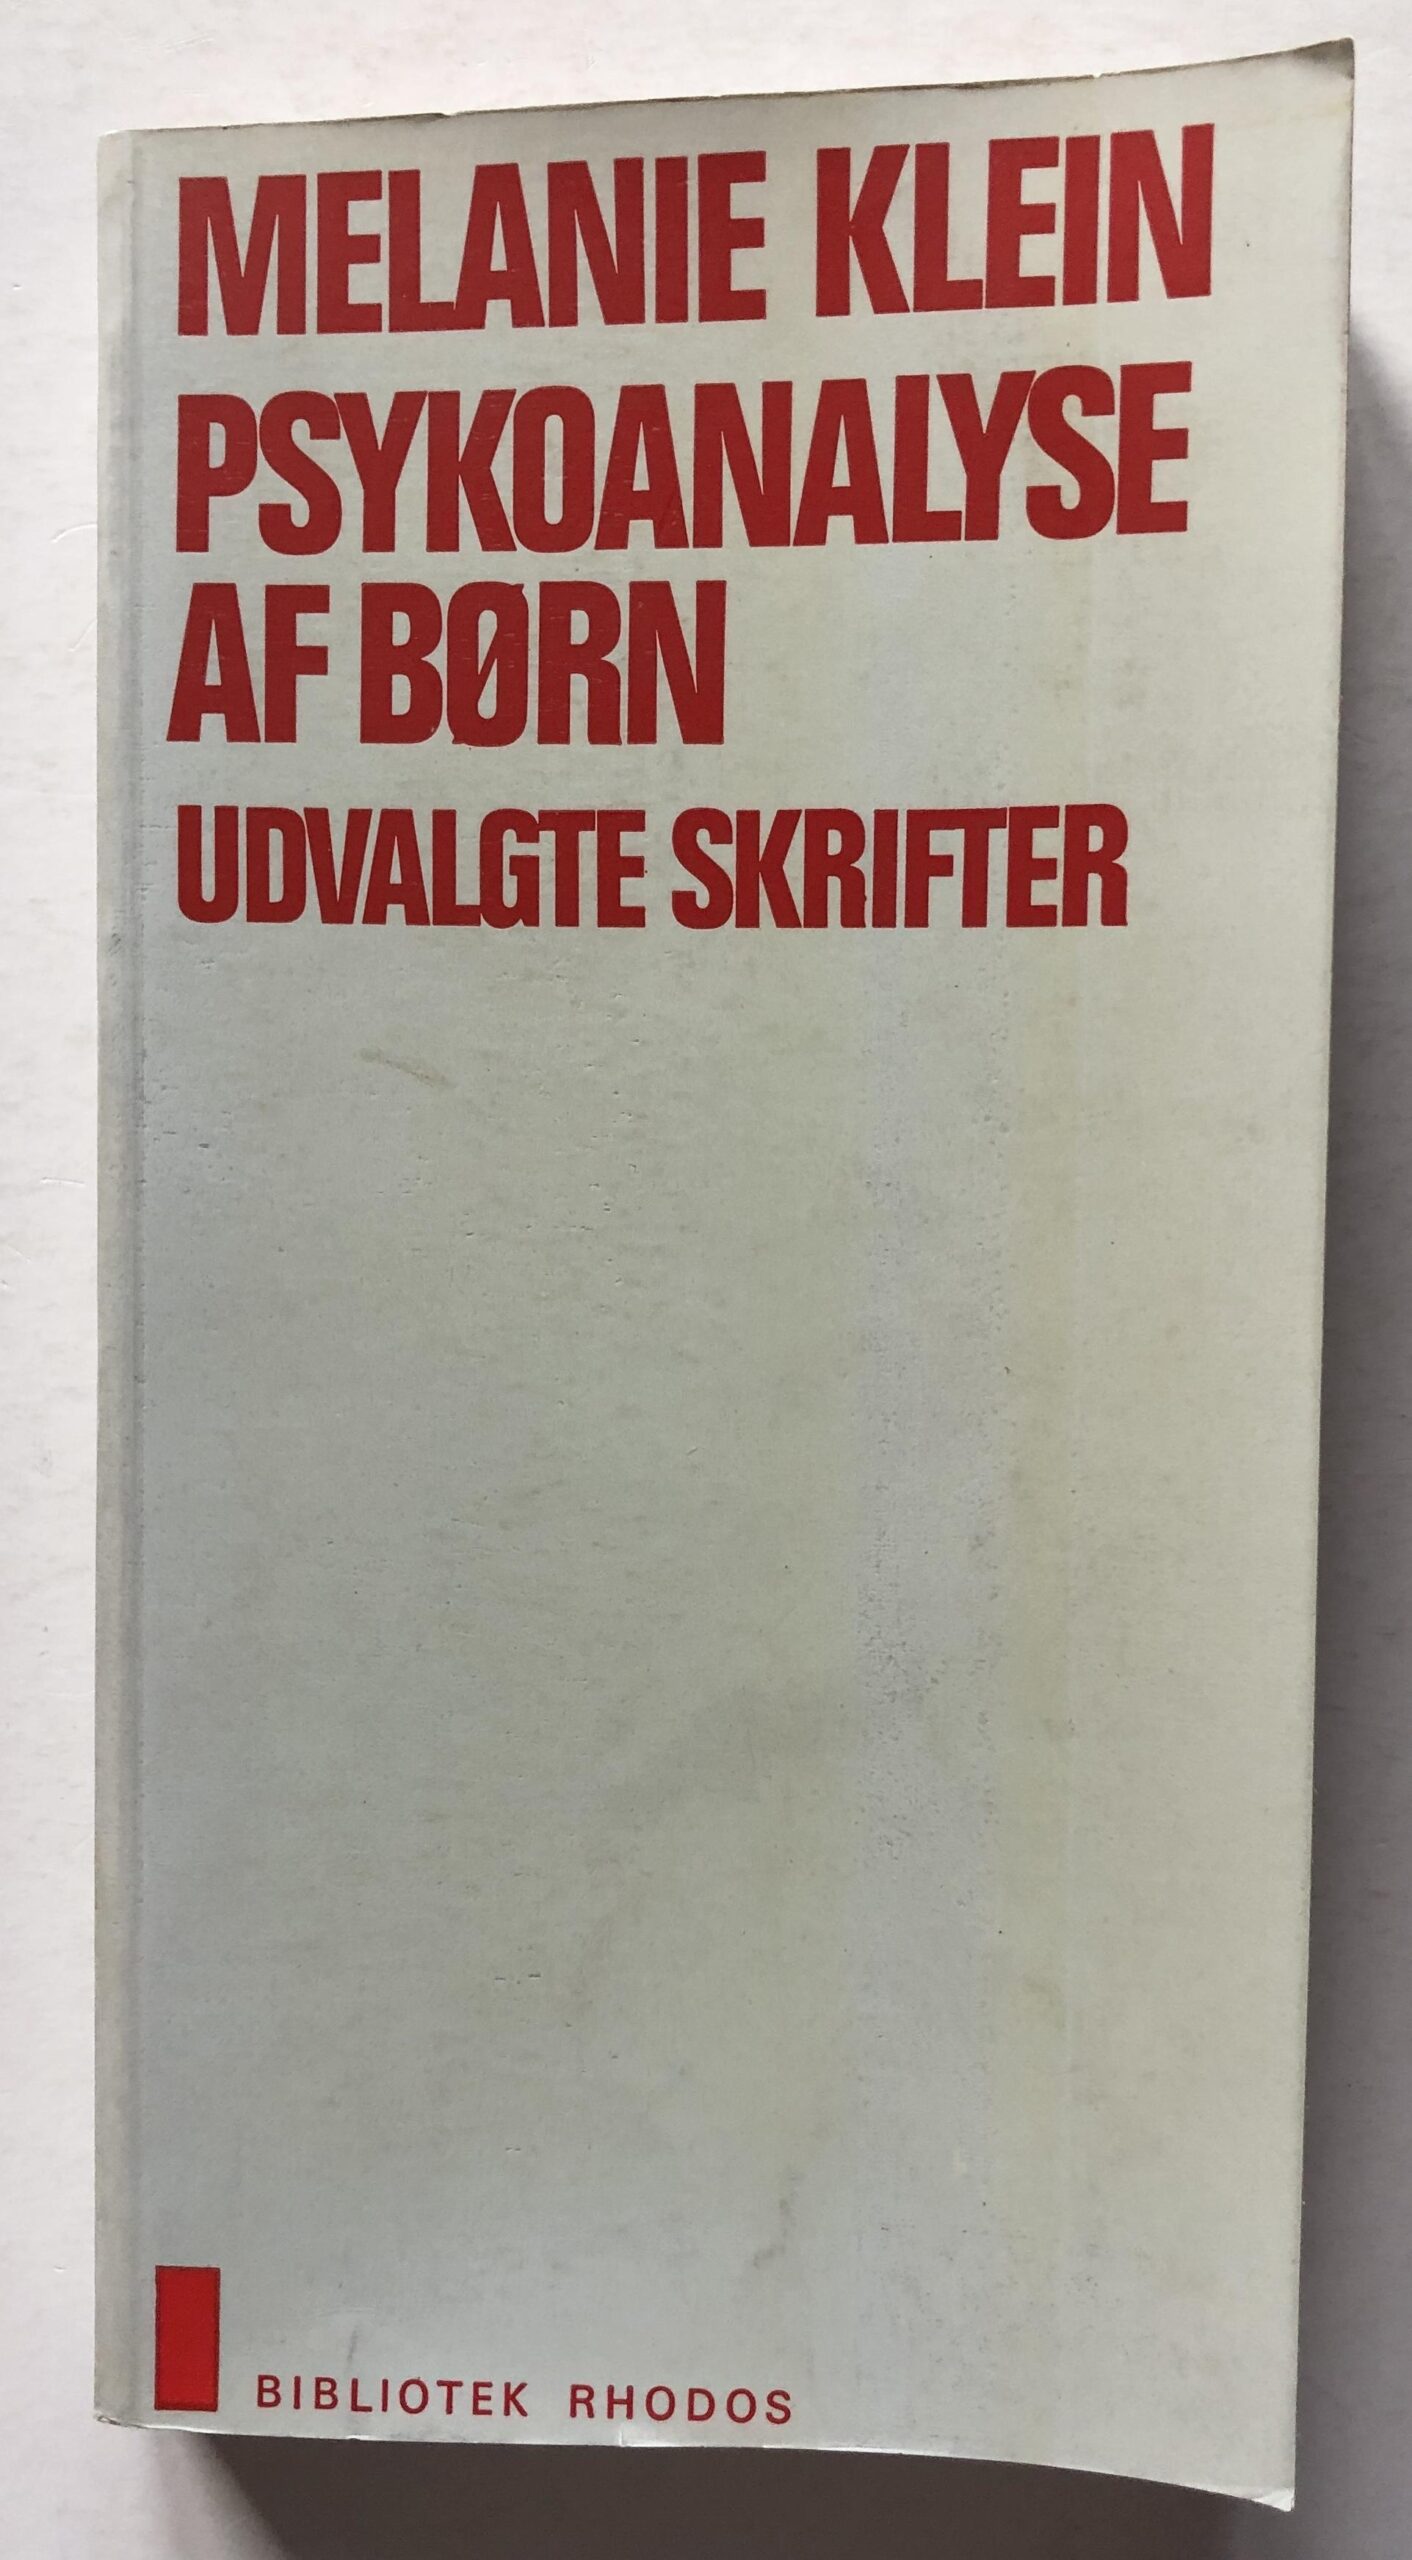 MELANIE KLEIN
PSYKOANALYSE
AF BØRN
UDVALGTE SKRIFTER
BIBLIOTEK RHODOS